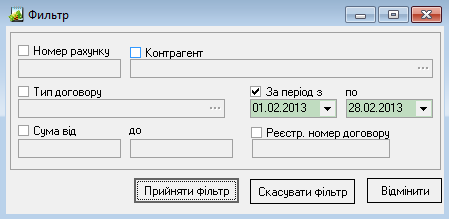 Фильтр
Номер рахунку Контрагент
Тип договору За період з по
01.02.2013 28.02.2013
Сума від до Реєстр. номер договору
Прийняти фільтр Скасувати фільтр Відмінити